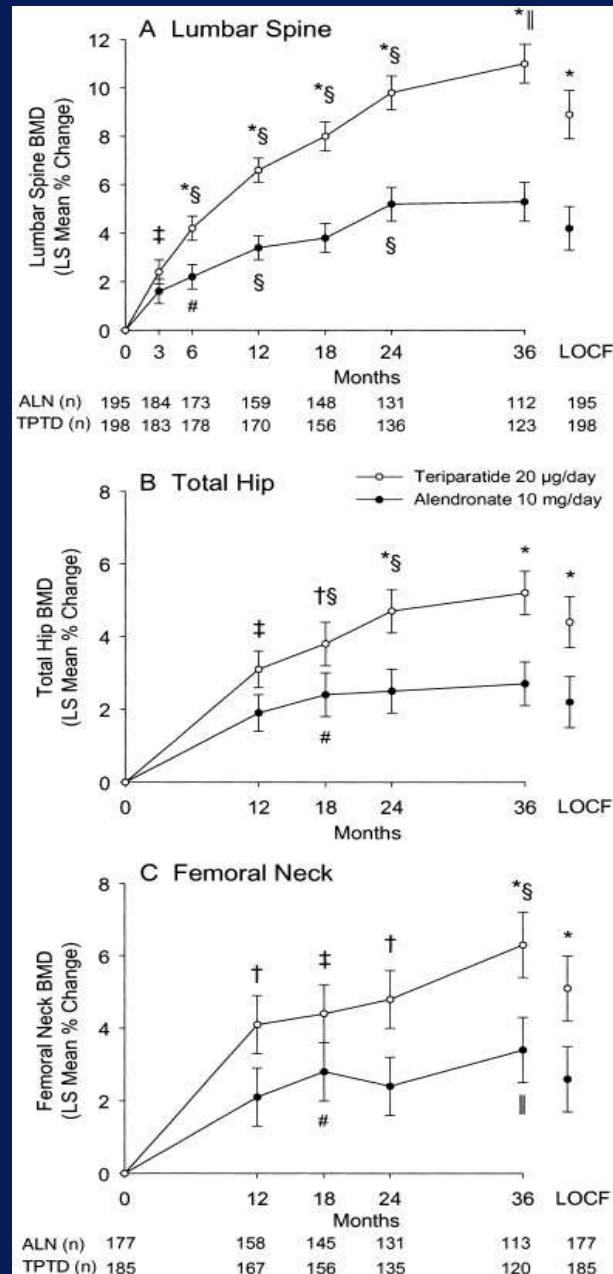 A Lumbar Spine
Lumbar Spine BMD
(LS Mean % Change)
12
10
8
6
4
2
0
‡
*§
*§
*§
*§
*||
*
#
§
§
0 3 6 12 18 24 36 LOCF
Months
ALN (n) 195 184 173 159 148 131 112 195
TPTD (n) 198 183 178 170 156 136 123 198
B Total Hip
Teriparatide 20 µg/day
Alendronate 10 mg/day
Total Hip BMD
(LS Mean % Change)
8
6
4
2
0
‡
†§
*§
*
*
#
0 12 18 24 36 LOCF
Months
C Femoral Neck
Femoral Neck BMD
(LS Mean % Change)
8
6
4
2
0
†
‡
†
*§
*
#
||
0 12 18 24 36 LOCF
Months
ALN (n) 177 158 145 131 113 177
TPTD (n) 185 167 156 135 120 185